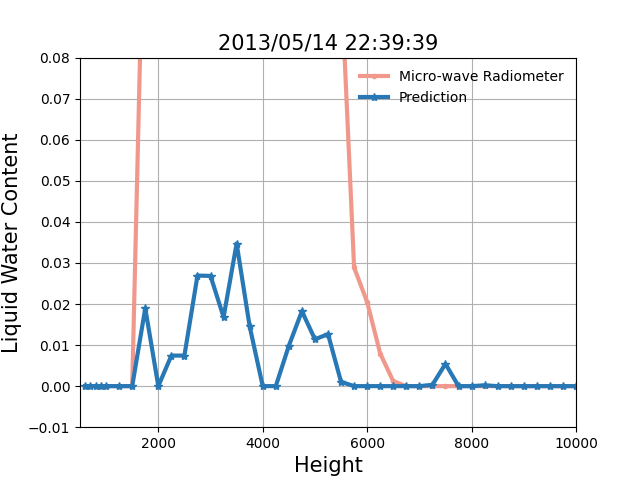 2013/05/14 22:39:39
0.08
0.07
0.06
0.05
0.04
0.03
0.02
0.01
0.00
−0.01
Liquid Water Content
Micro-wave Radiometer
Prediction
2000 4000 6000 8000 10000
Height